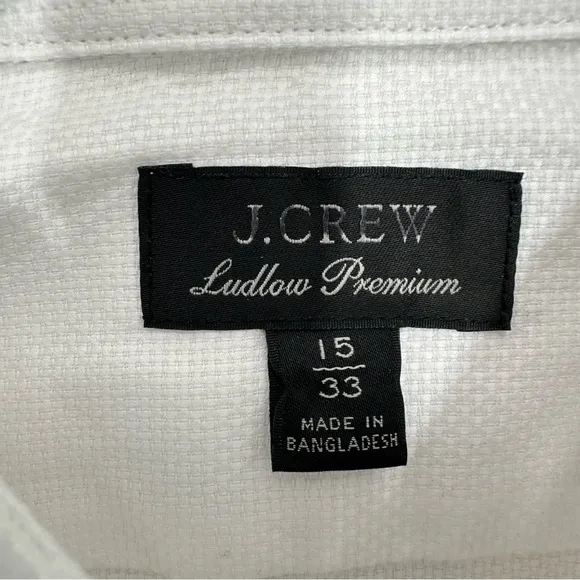 J.CREW
Ludlow Premium
15
33
MADE IN
BANGLADESH